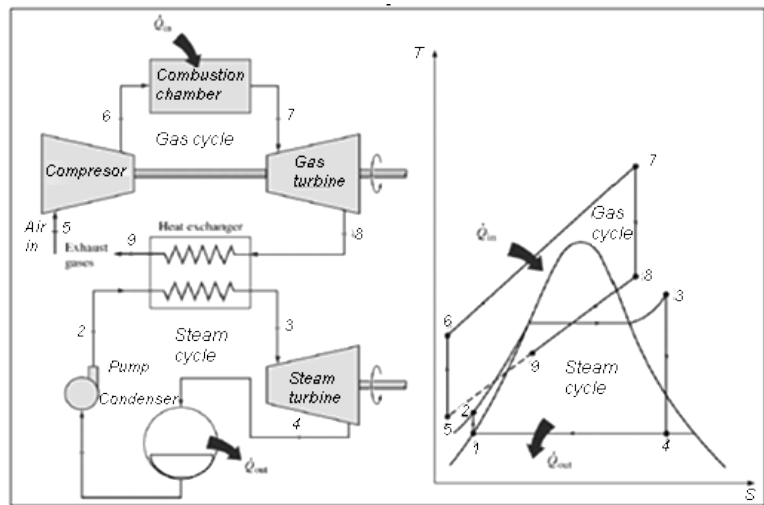 Q̇in
Combustion
chamber
6
7
Gas cycle
Compresor
Gas
turbine
Air
in
5
Exhaust
gases
9
Heat exchanger
8
2
3
Steam
cycle
Pump
Condenser
Steam
turbine
4
Q̇out
T
7
Gas
cycle
Q̇in
8
3
6
9
Steam
cycle
5
2
1
4
Q̇out
S